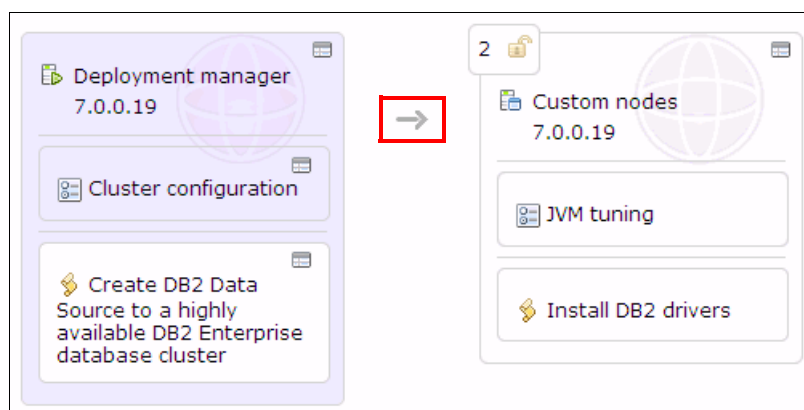 Deployment manager
7.0.0.19
Cluster configuration
Create DB2 Data
Source to a highly
available DB2 Enterprise
database cluster
2
Custom nodes
7.0.0.19
JVM tuning
Install DB2 drivers